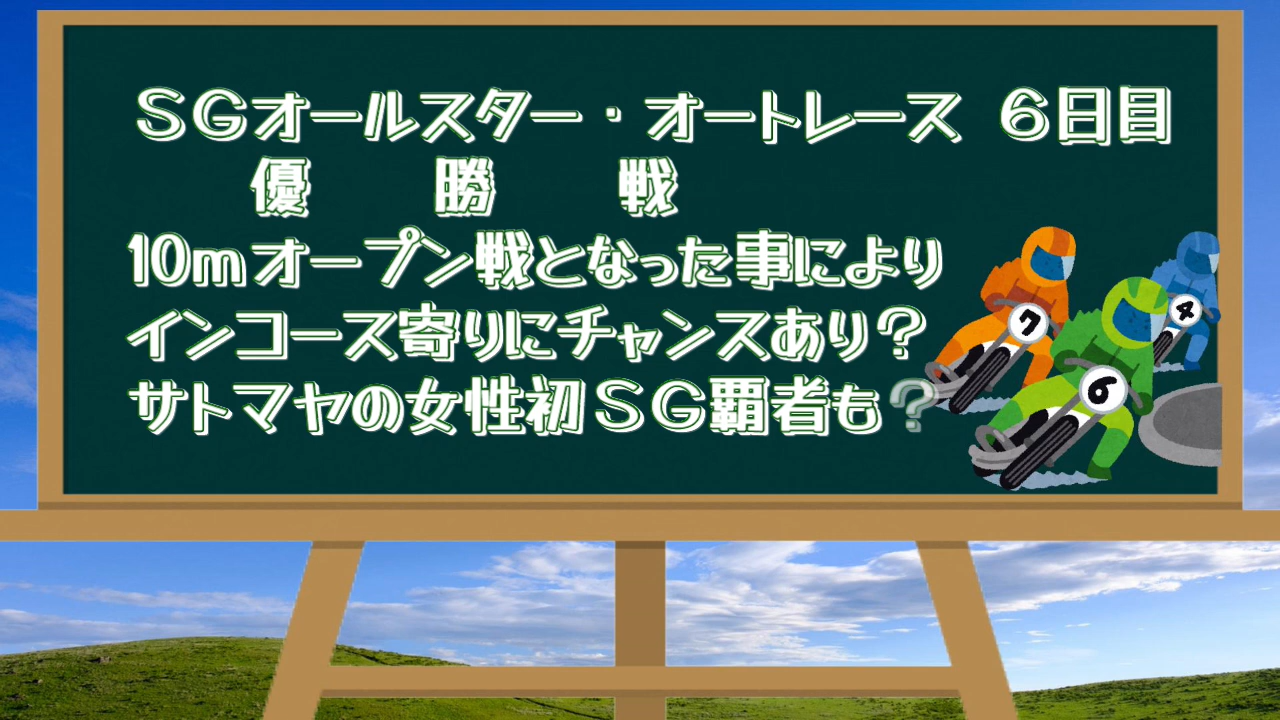 SGオールスター・オートレース 6日目
優 勝 戦
10mオープン戦となった事により
インコース寄りにチャンスあり?
サトマヤの女性初SG覇者も?
7
6
4